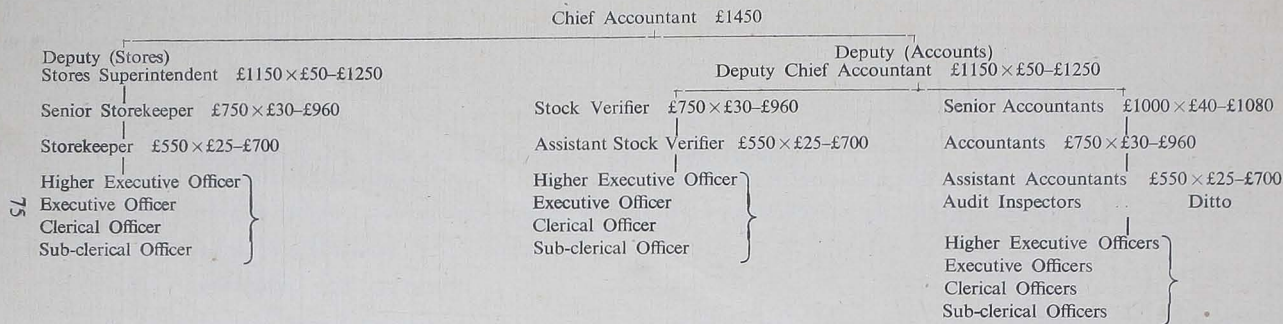 Chief Accountant £1450
Deputy (Stores)
Stores Superintendent £1150 × £50–£1250
Senior Storekeeper £750 × £30–£960
Storekeeper £550 × £25–£700
Higher Executive Officer
Executive Officer
Clerical Officer
Sub-clerical Officer
Deputy (Accounts)
Deputy Chief Accountant £1150 × £50–£1250
Stock Verifier £750 × £30–£960
Assistant Stock Verifier £550 × £25–£700
Higher Executive Officer
Executive Officer
Clerical Officer
Sub-clerical Officer
Senior Accountants £1000 × £40–£1080
Accountants £750 × £30–£960
Assistant Accountants £550 × £25–£700
Audit Inspectors .. Ditto
Higher Executive Officers
Executive Officers
Clerical Officers
Sub-clerical Officers
75